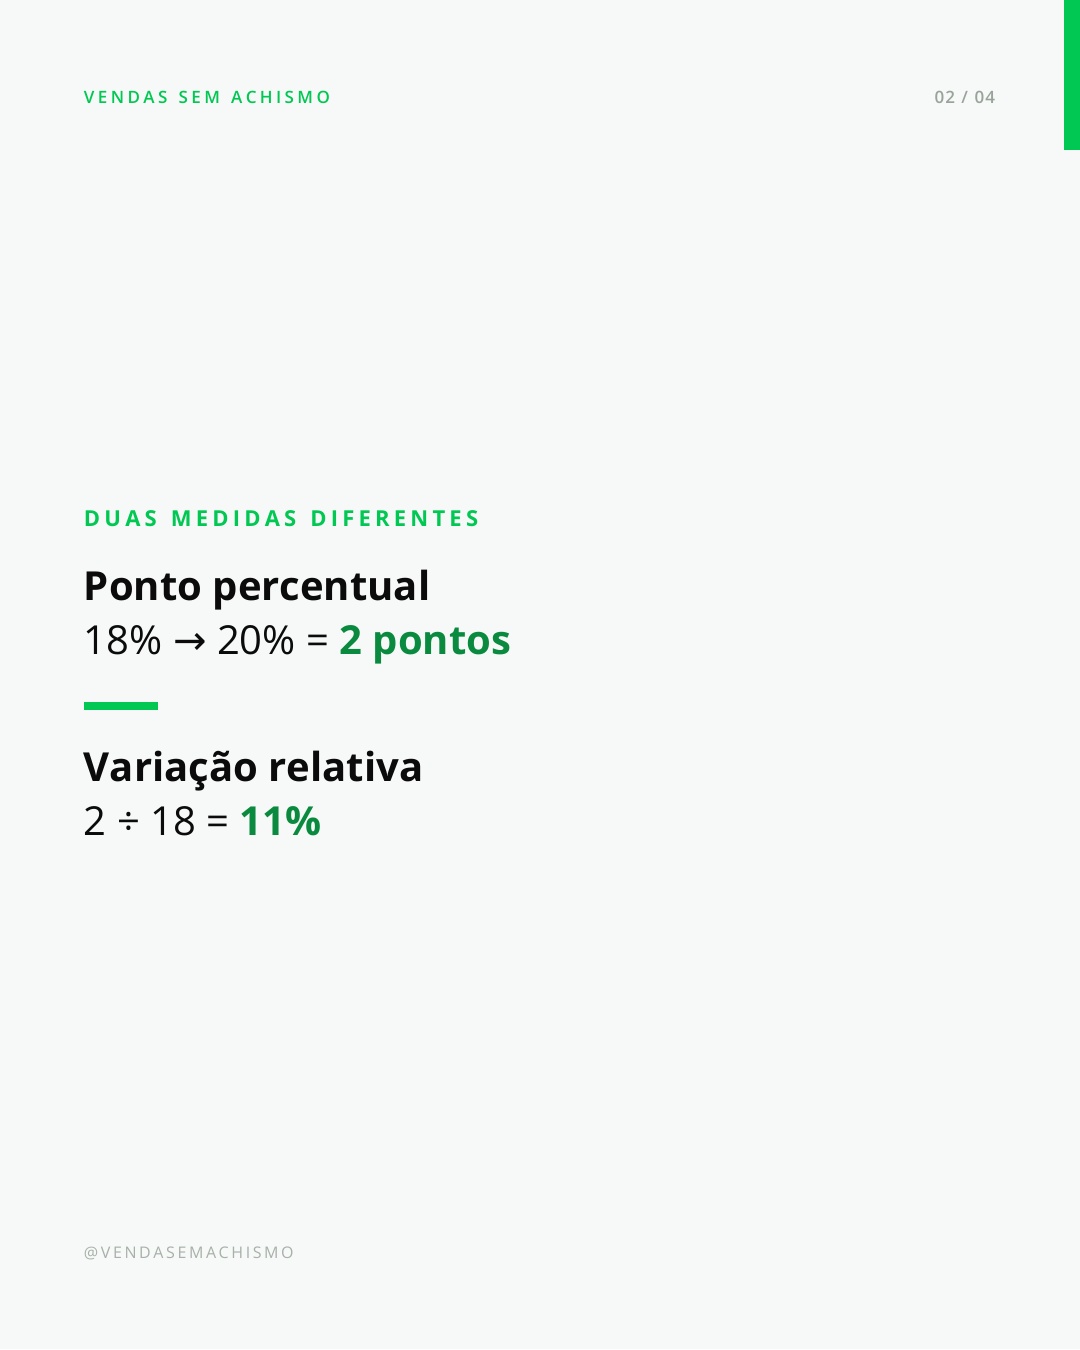 VENDAS SEM ACHISMO
02 / 04
DUAS MEDIDAS DIFERENTES
Ponto percentual
18% → 20% = 2 pontos
Variação relativa
2 ÷ 18 = 11%
@VENDASEMACHISMO